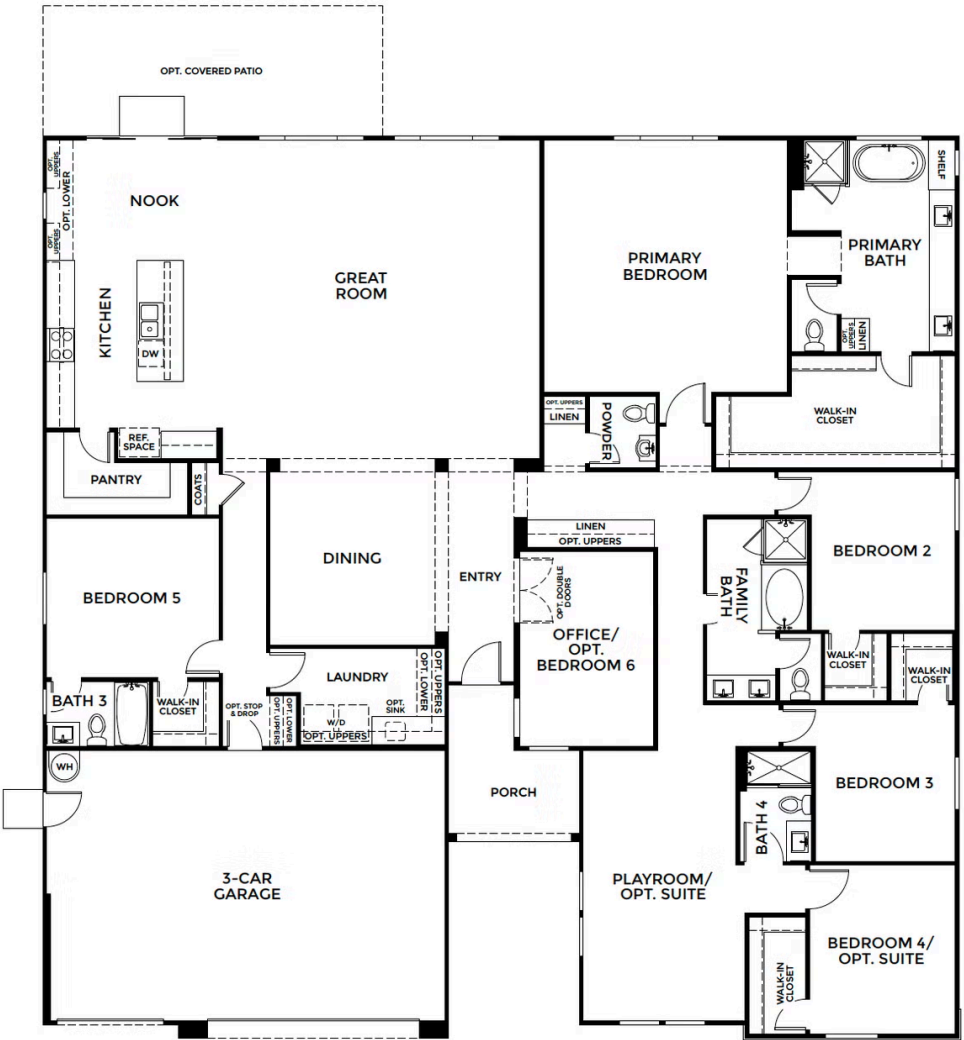 OPT. COVERED PATIO
OPT.
UPPERS
OPT. LOWER
OPT.
UPPERS
NOOK
KITCHEN
DW
GREAT
ROOM
PRIMARY
BEDROOM
SHELF
PRIMARY
BATH
OPT.
UPPERS
LINEN
REF.
SPACE
PANTRY
COATS
OPT. UPPERS
LINEN
POWDER
WALK-IN
CLOSET
LINEN
OPT. UPPERS
DINING
ENTRY
OPT. DOUBLE
DOORS
OFFICE/
OPT.
BEDROOM 6
FAMILY
BATH
BEDROOM 2
BEDROOM 5
WALK-IN
CLOSET
WALK-IN
CLOSET
BATH 3
WALK-IN
CLOSET
OPT. STOP
& DROP
OPT. UPPERS
OPT. LOWER
LAUNDRY
W/D
OPT. UPPERS
OPT.
SINK
OPT. LOWER
OPT. UPPERS
WH
PORCH
BATH 4
BEDROOM 3
3-CAR
GARAGE
PLAYROOM/
OPT. SUITE
WALK-IN
CLOSET
BEDROOM 4/
OPT. SUITE